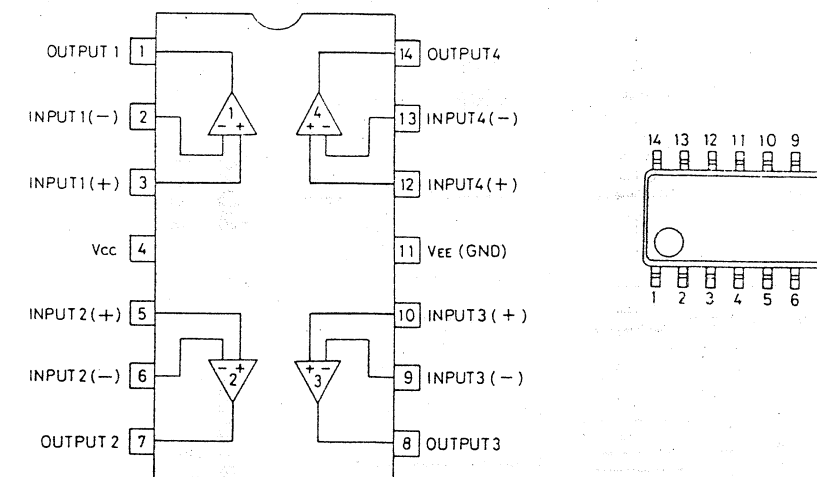 OUTPUT 1 1
14 OUTPUT4
INPUT1(−) 2
1
− +
4
+ −
13 INPUT4(−)
INPUT1(+) 3
12 INPUT4(+)
Vcc 4
11 VEE (GND)
INPUT2(+) 5
10 INPUT3(+)
INPUT2(−) 6
− +
2
+ −
3
9 INPUT3(−)
OUTPUT 2 7
8 OUTPUT3
14 13 12 11 10 9
1 2 3 4 5 6